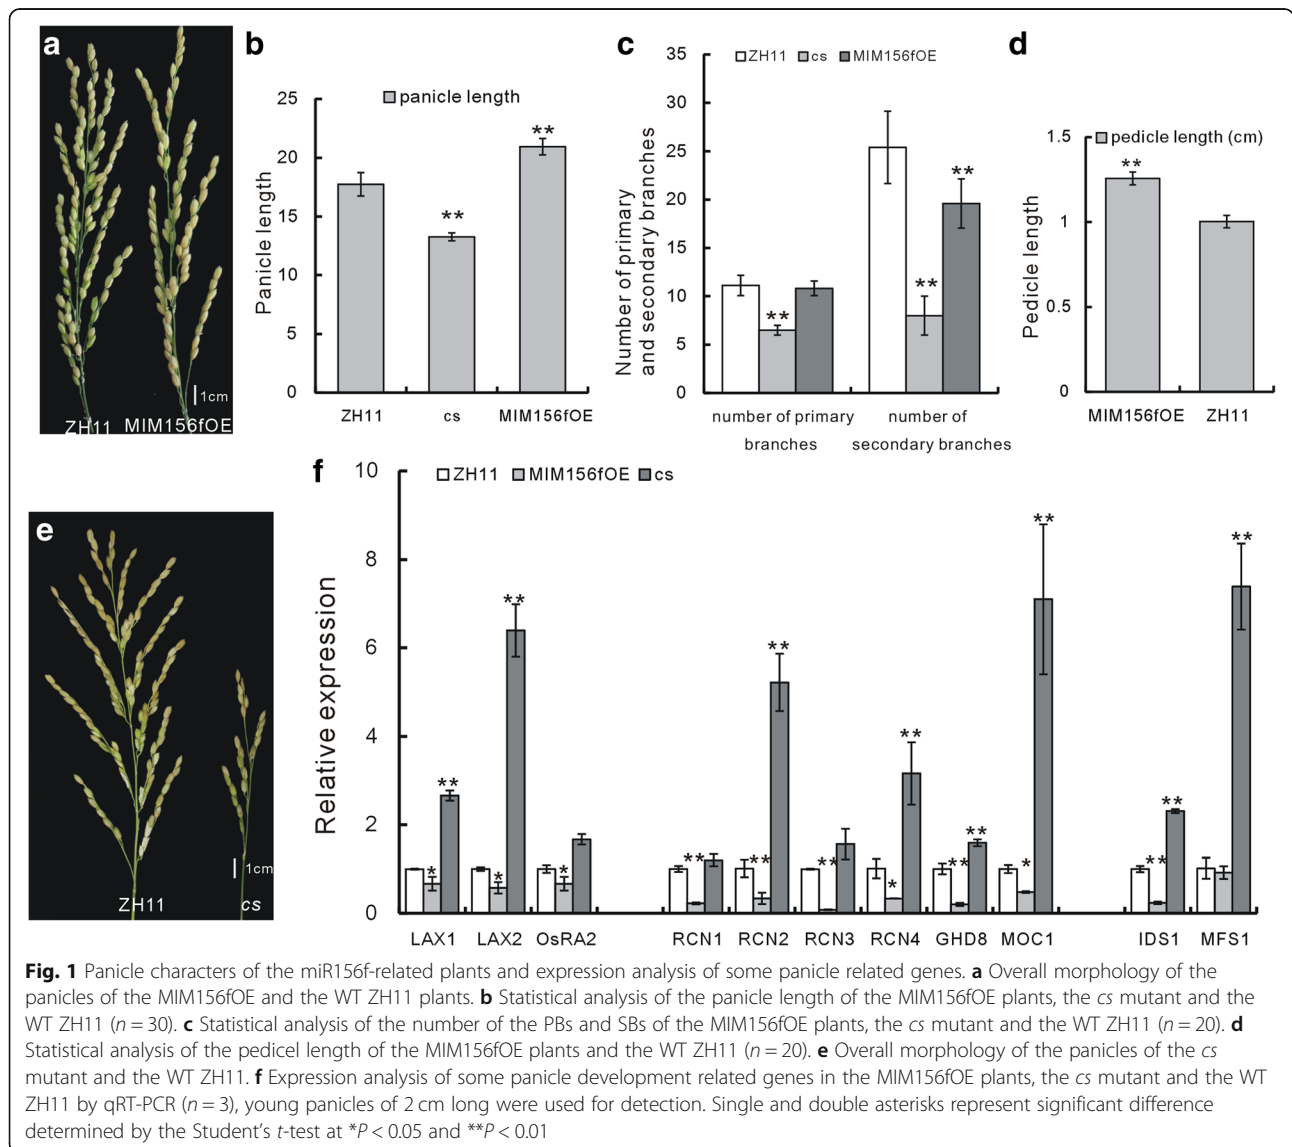 a
ZH11 MIM156fOE
1cm
b
panicle length
Panicle length
25
20
15
10
5
0
**
**
ZH11 cs MIM156fOE
c
ZH11 cs MIM156fOE
Number of primary
and secondary branches
35
30
25
20
15
10
5
0
**
**
**
number of primary
branches
number of
secondary branches
d
pedicle length (cm)
Pedicle length
1.5
1
0.5
0
**
MIM156fOE ZH11
e
1cm
ZH11 cs
f
ZH11 MIM156fOE cs
Relative expression
10
8
6
4
2
0
* ** * ** * ** ** ** ** * ** ** ** * ** ** ** **
LAX1 LAX2 OsRA2 RCN1 RCN2 RCN3 RCN4 GHD8 MOC1 IDS1 MFS1
Fig. 1 Panicle characters of the miR156f-related plants and expression analysis of some panicle related genes. a Overall morphology of the
panicles of the MIM156fOE and the WT ZH11 plants. b Statistical analysis of the panicle length of the MIM156fOE plants, the cs mutant and the
WT ZH11 (n = 30). c Statistical analysis of the number of the PBs and SBs of the MIM156fOE plants, the cs mutant and the WT ZH11 (n = 20). d
Statistical analysis of the pedicel length of the MIM156fOE plants and the WT ZH11 (n = 20). e Overall morphology of the panicles of the cs
mutant and the WT ZH11. f Expression analysis of some panicle development related genes in the MIM156fOE plants, the cs mutant and the WT
ZH11 by qRT-PCR (n = 3), young panicles of 2 cm long were used for detection. Single and double asterisks represent significant difference
determined by the Student's t-test at *P < 0.05 and **P < 0.01